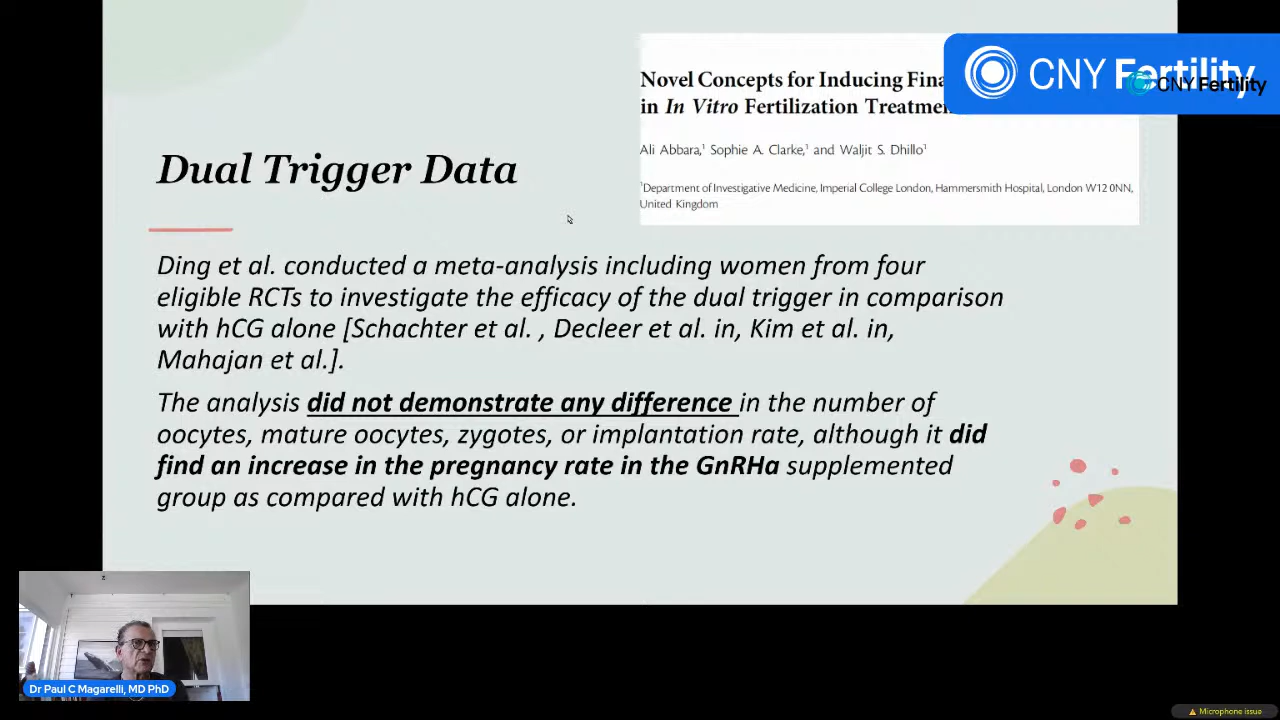 CNY Fertility
CNY Fertility
Novel Concepts for Inducing Fina
in In Vitro Fertilization Treatmen
Ali Abbara,¹ Sophie A. Clarke,¹ and Waljit S. Dhillo¹
¹Department of Investigative Medicine, Imperial College London, Hammersmith Hospital, London W12 0NN,
United Kingdom
Dual Trigger Data
Ding et al. conducted a meta-analysis including women from four
eligible RCTs to investigate the efficacy of the dual trigger in comparison
with hCG alone [Schachter et al. , Decleer et al. in, Kim et al. in,
Mahajan et al.].
The analysis did not demonstrate any difference in the number of
oocytes, mature oocytes, zygotes, or implantation rate, although it did
find an increase in the pregnancy rate in the GnRHa supplemented
group as compared with hCG alone.
Dr Paul C Magarelli, MD PhD
Microphone issue